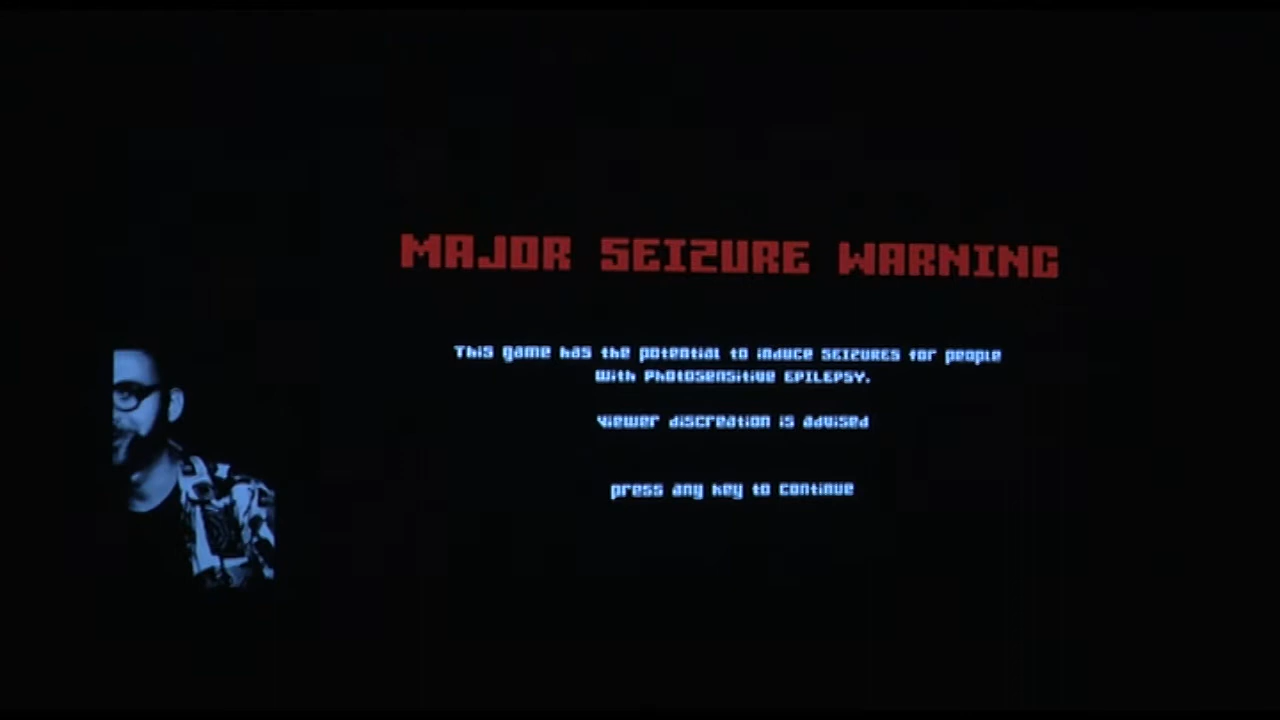 MAJOR SEIZURE WARNING
This game has the potential to induce SEIZURES for people
With PhotoSensitive EPILEPSY.
Viewer discreation is advised
press any key to continue